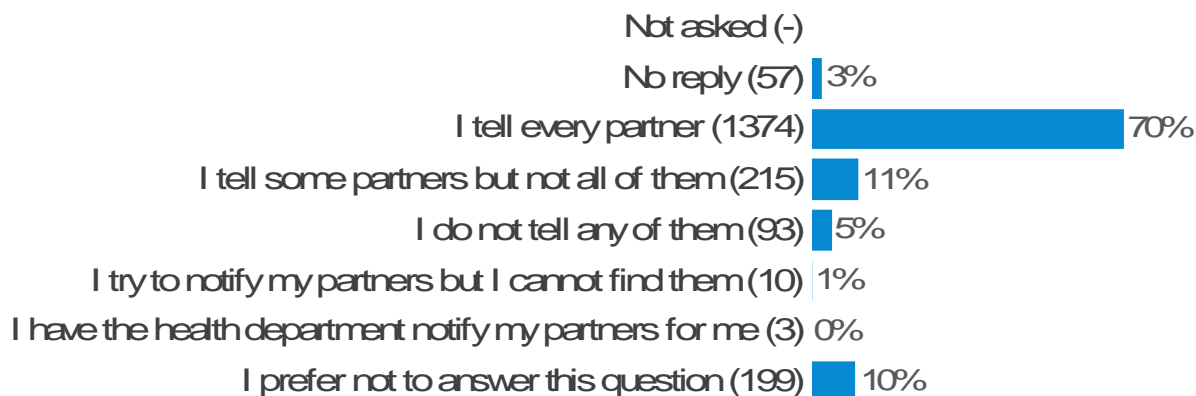 Not asked (-)
No reply (57) 3%
I tell every partner (1374) 70%
I tell some partners but not all of them (215) 11%
I do not tell any of them (93) 5%
I try to notify my partners but I cannot find them (10) 1%
I have the health department notify my partners for me (3) 0%
I prefer not to answer this question (199) 10%